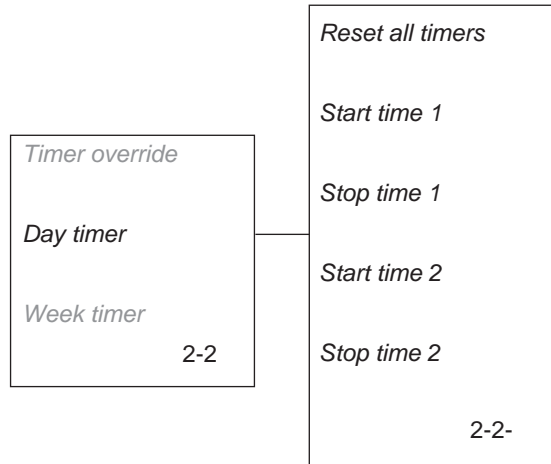 Timer override
Day timer
Week timer
2-2
Reset all timers
Start time 1
Stop time 1
Start time 2
Stop time 2
2-2-